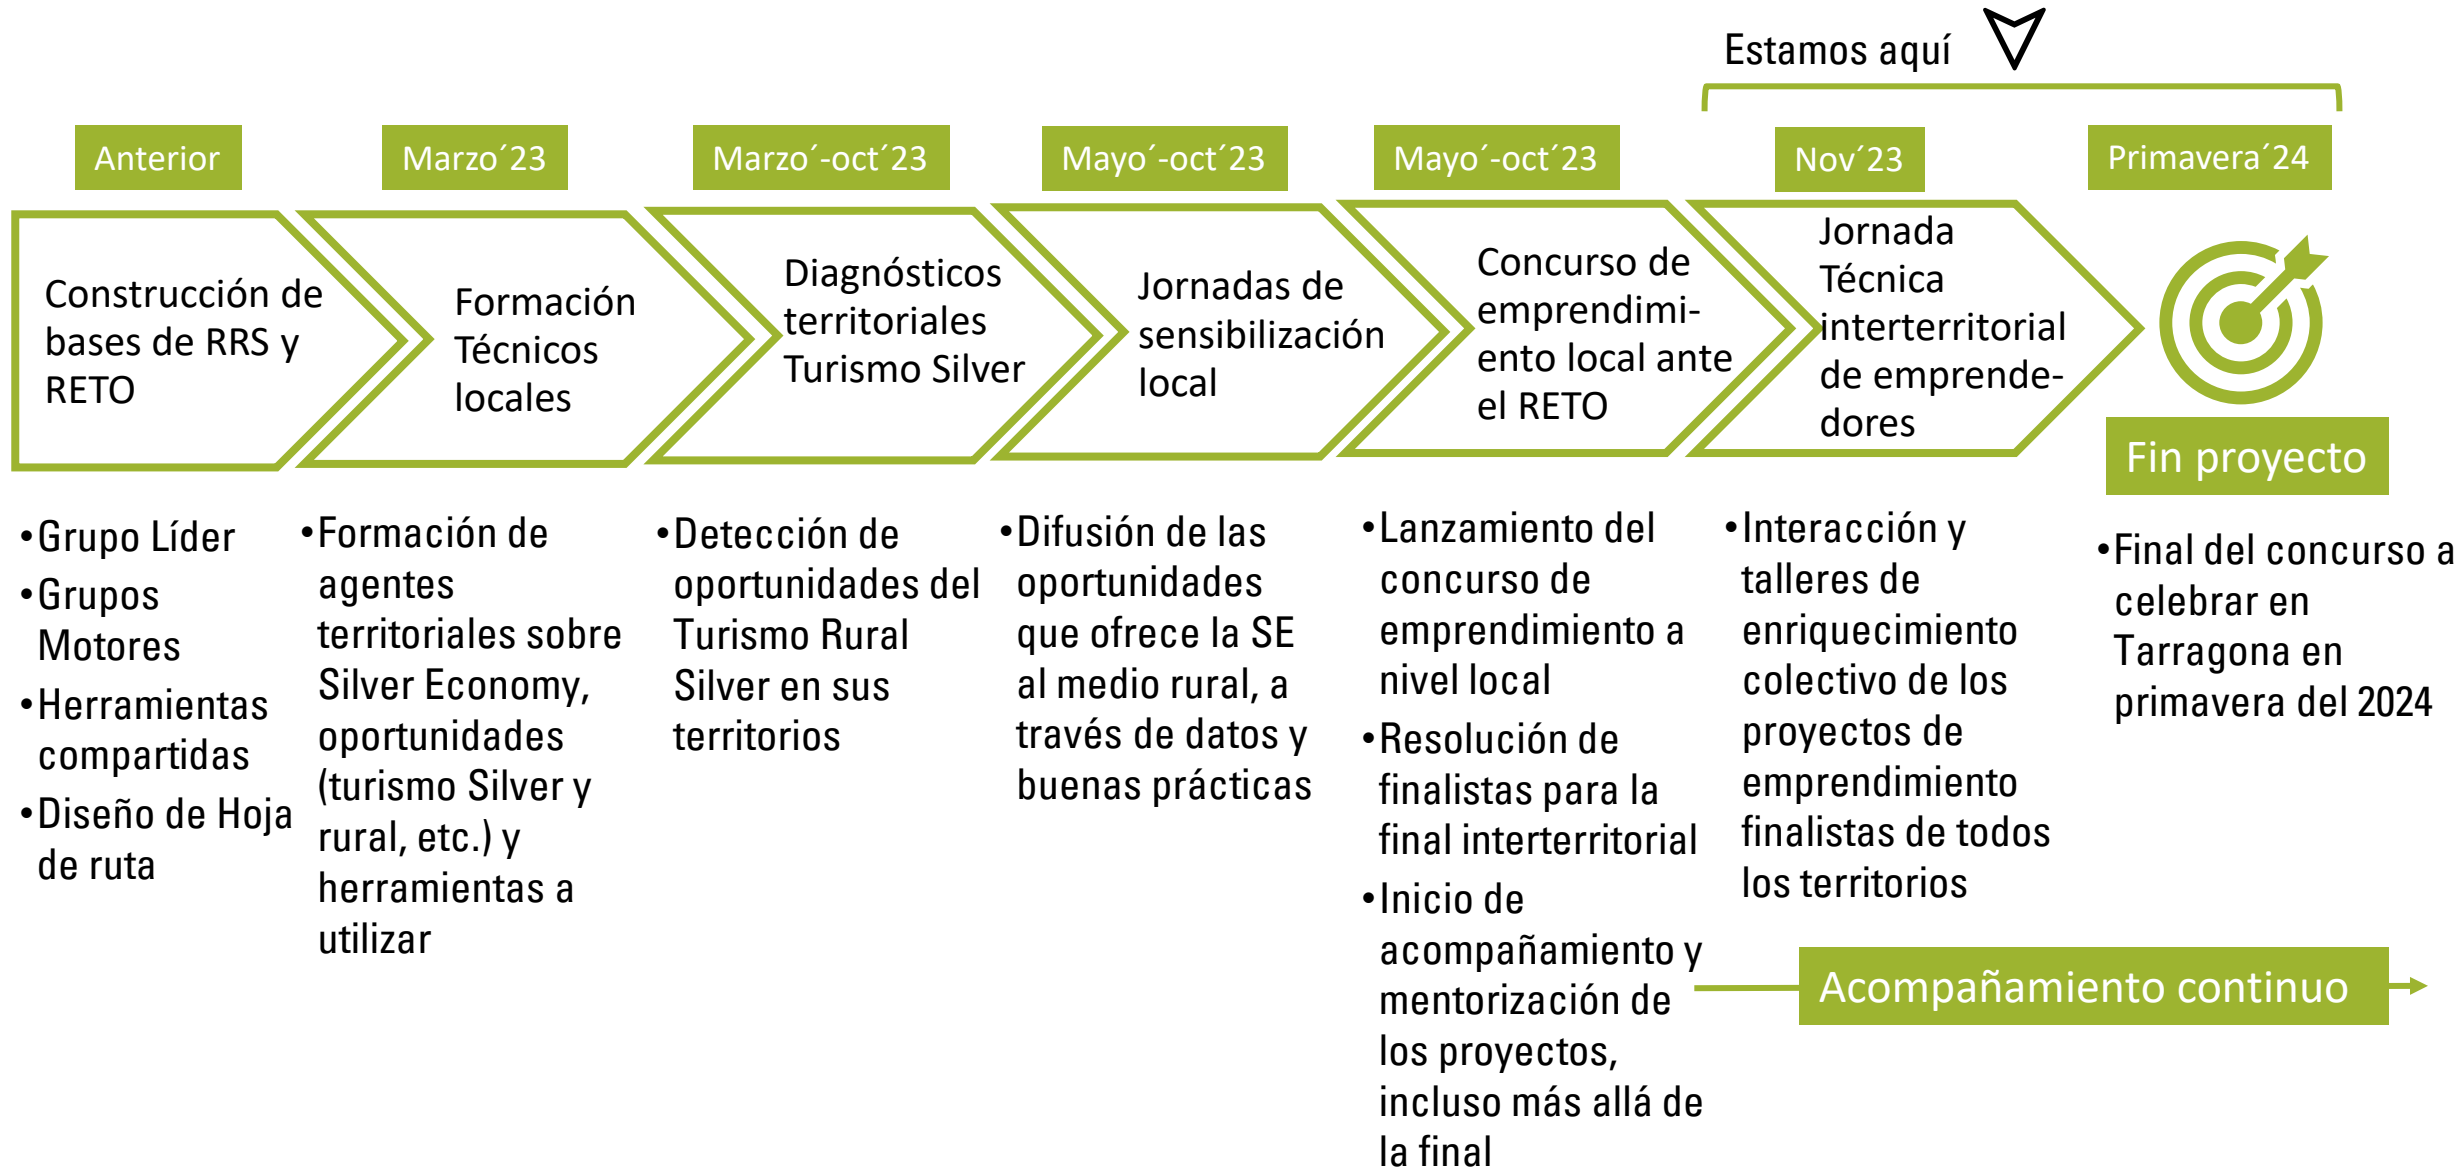 Estamos aquí
Anterior
Marzo´23
Marzo´-oct´23
Mayo´-oct´23
Mayo´-oct´23
Nov´23
Primavera´24
Construcción de
bases de RRS y
RETO
Formación
Técnicos
locales
Diagnósticos
territoriales
Turismo Silver
Jornadas de
sensibilización
local
Concurso de
emprendimi-
ento local ante
el RETO
Jornada
Técnica
interterritorial
de emprende-
dores
Fin proyecto
•Grupo Líder
•Grupos
Motores
•Herramientas
compartidas
•Diseño de Hoja
de ruta
•Formación de
agentes
territoriales sobre
Silver Economy,
oportunidades
(turismo Silver y
rural, etc.) y
herramientas a
utilizar
•Detección de
oportunidades del
Turismo Rural
Silver en sus
territorios
•Difusión de las
oportunidades
que ofrece la SE
al medio rural, a
través de datos y
buenas prácticas
•Lanzamiento del
concurso de
emprendimiento a
nivel local
•Resolución de
finalistas para la
final interterritorial
•Inicio de
acompañamiento y
mentorización de
los proyectos,
incluso más allá de
la final
•Interacción y
talleres de
enriquecimiento
colectivo de los
proyectos de
emprendimiento
finalistas de todos
los territorios
•Final del concurso a
celebrar en
Tarragona en
primavera del 2024
Acompañamiento continuo